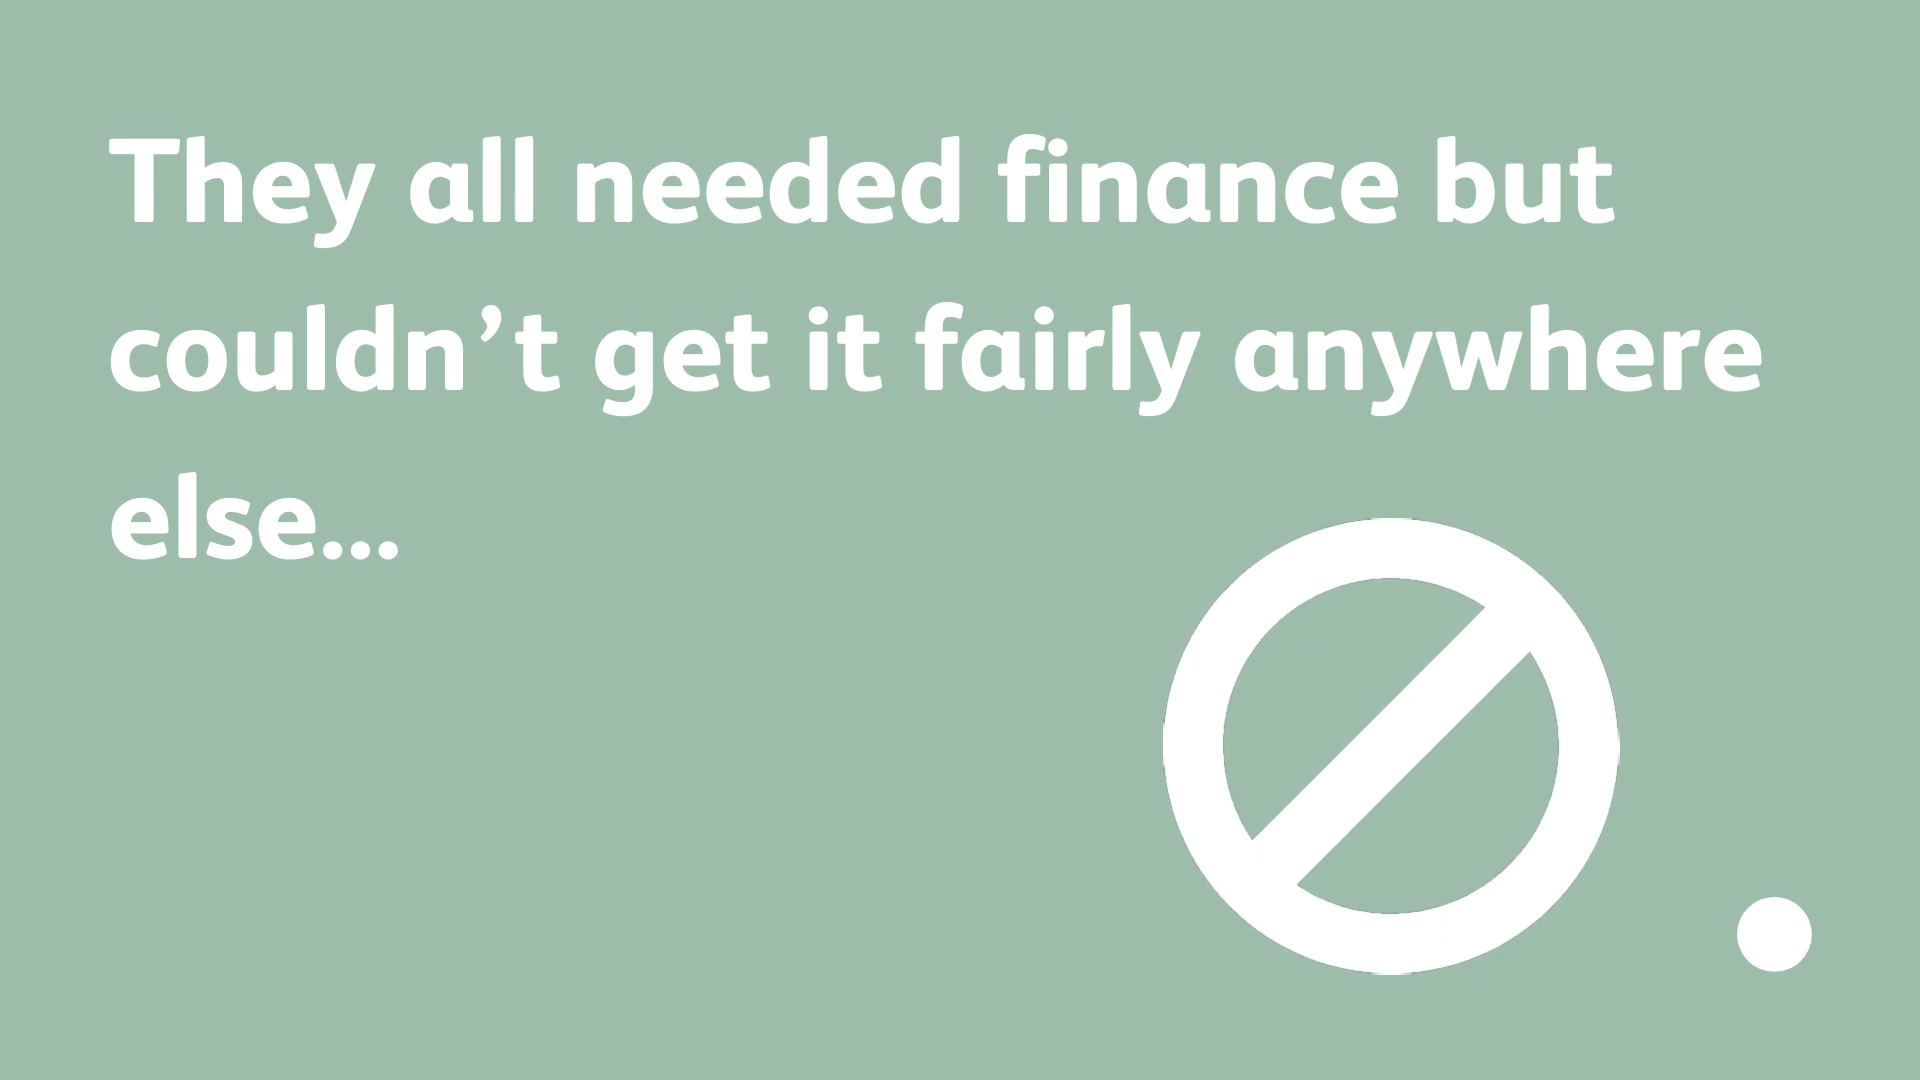 They all needed finance but
couldn’t get it fairly anywhere
else...